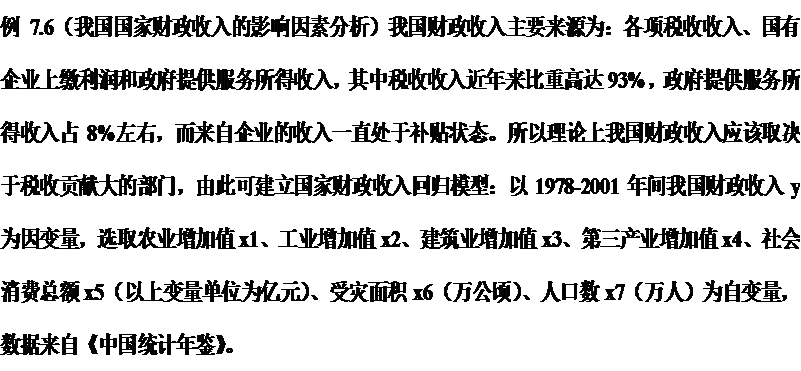 例 7.6（我国国家财政收入的影响因素分析）我国财政收入主要来源为：各项税收收入、国有
企业上缴利润和政府提供服务所得收入，其中税收收入近年来比重高达 93%，政府提供服务所
得收入占 8%左右，而来自企业的收入一直处于补贴状态。所以理论上我国财政收入应该取决
于税收贡献大的部门，由此可建立国家财政收入回归模型：以 1978-2001 年间我国财政收入 y
为因变量，选取农业增加值 x1、工业增加值 x2、建筑业增加值 x3、第三产业增加值 x4、社会
消费总额 x5（以上变量单位为亿元）、受灾面积 x6（万公顷）、人口数 x7（万人）为自变量，
数据来自《中国统计年鉴》。